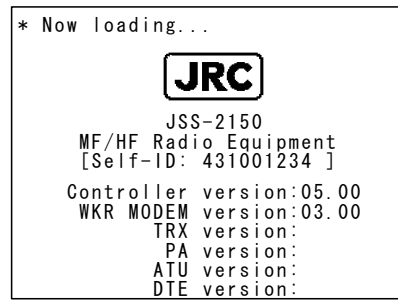 * Now loading...
JRC
JSS-2150
MF/HF Radio Equipment
[Self-ID: 431001234 ]
Controller version:05.00
WKR MODEM version:03.00
TRX version:
PA version:
ATU version:
DTE version: